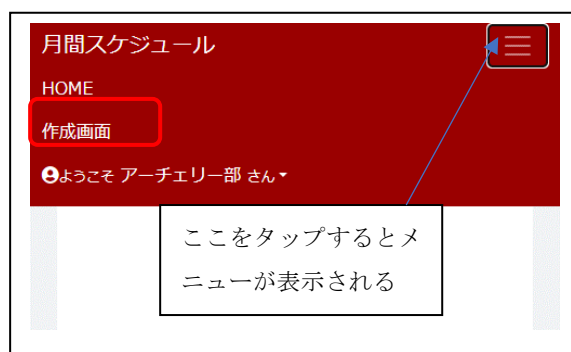 月間スケジュール
HOME
作成画面
ようこそ アーチェリー部 さん
ここをタップするとメ
ニューが表示される